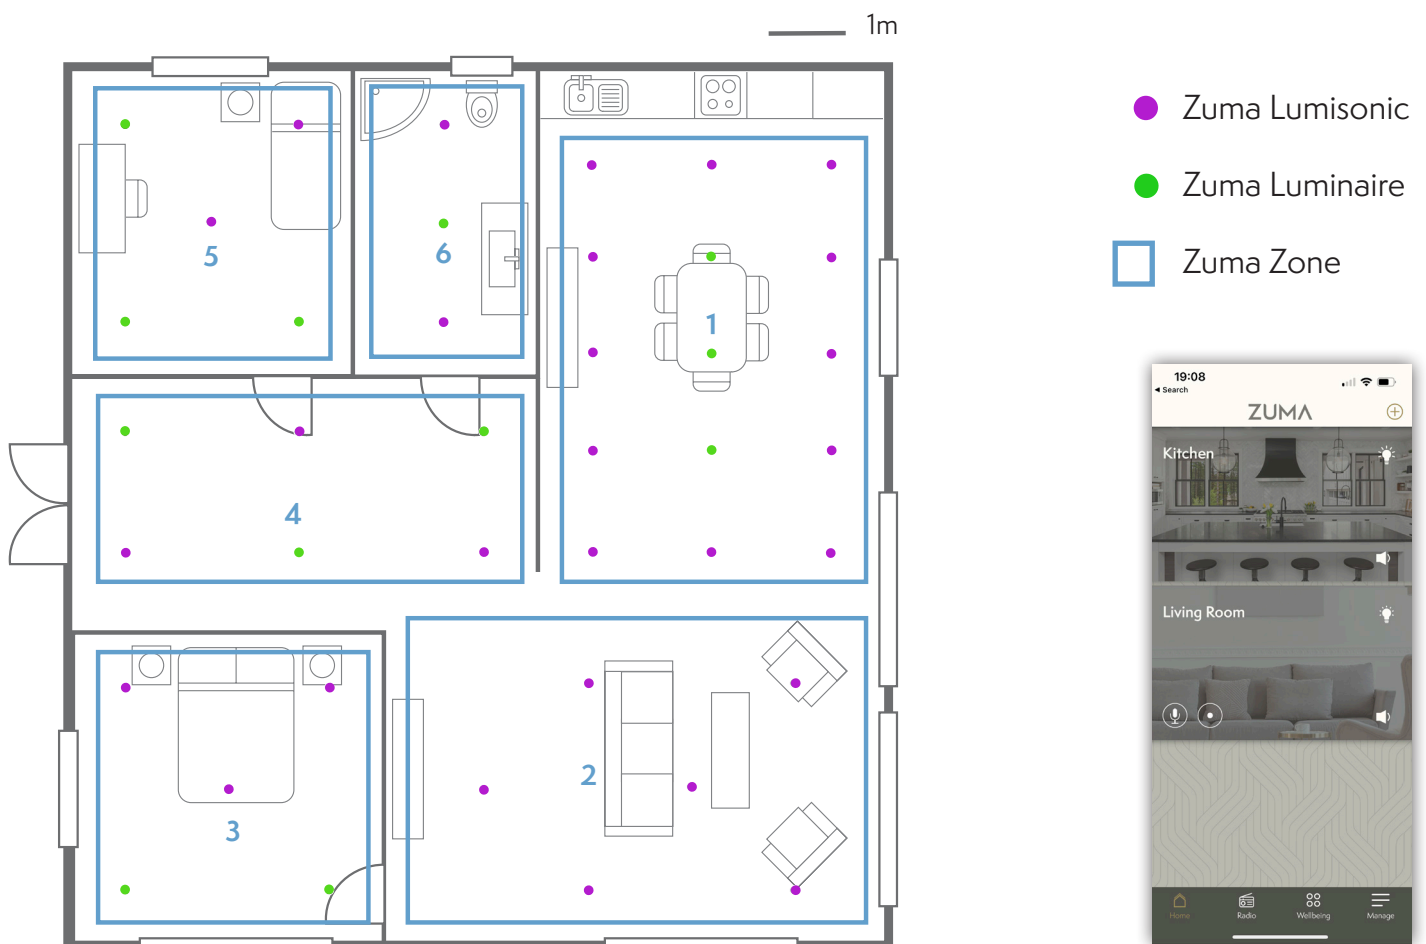 1m
Zuma Lumisonic
Zuma Luminaire
Zuma Zone
5
6
1
4
2
3
19:08
Search
ZUMA
Kitchen
Living Room
Home
Radio
Wellbeing
Manage